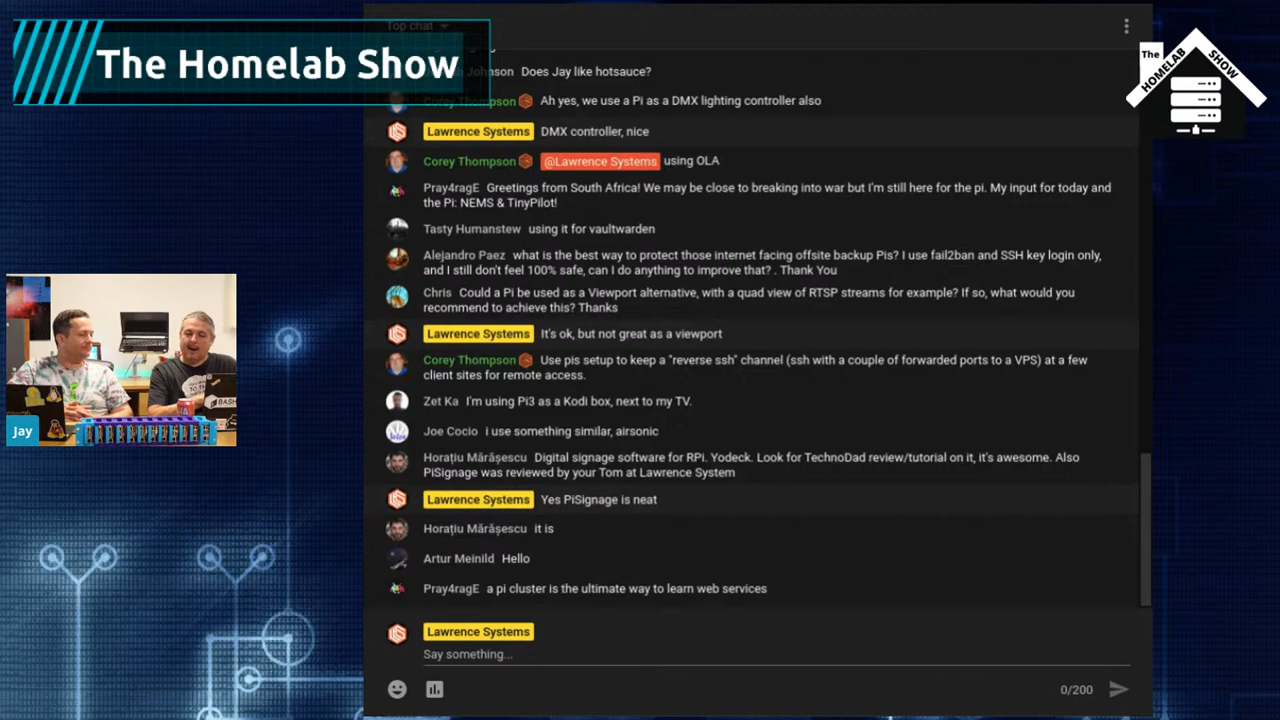 Top chat
The Homelab Show
The
HOMELAB
SHOW
Johnson Does Jay like hotsauce?
Corey Thompson Ah yes, we use a Pi as a DMX lighting controller also
Lawrence Systems DMX controller, nice
Corey Thompson @Lawrence Systems using OLA
Pray4ragE Greetings from South Africa! We may be close to breaking into war but I'm still here for the pi. My input for today and
the Pi: NEMS & TinyPilot!
Tasty Humanstew using it for vaultwarden
Alejandro Paez what is the best way to protect those internet facing offsite backup Pis? I use fail2ban and SSH key login only,
and I still don't feel 100% safe, can I do anything to improve that? . Thank You
Chris Could a Pi be used as a Viewport alternative, with a quad view of RTSP streams for example? If so, what would you
recommend to achieve this? Thanks
Lawrence Systems It's ok, but not great as a viewport
Corey Thompson Use pis setup to keep a "reverse ssh" channel (ssh with a couple of forwarded ports to a VPS) at a few
client sites for remote access.
Zet Ka I'm using Pi3 as a Kodi box, next to my TV.
Joe Cocio i use something similar, airsonic
Horațiu Mărășescu Digital signage software for RPi. Yodeck. Look for TechnoDad review/tutorial on it, it's awesome. Also
PISignage was reviewed by your Tom at Lawrence System
Lawrence Systems Yes PiSignage is neat
Horațiu Mărășescu it is
Artur Meinild Hello
Pray4ragE a pi cluster is the ultimate way to learn web services
Lawrence Systems
Say something...
0/200
Jay
BASH